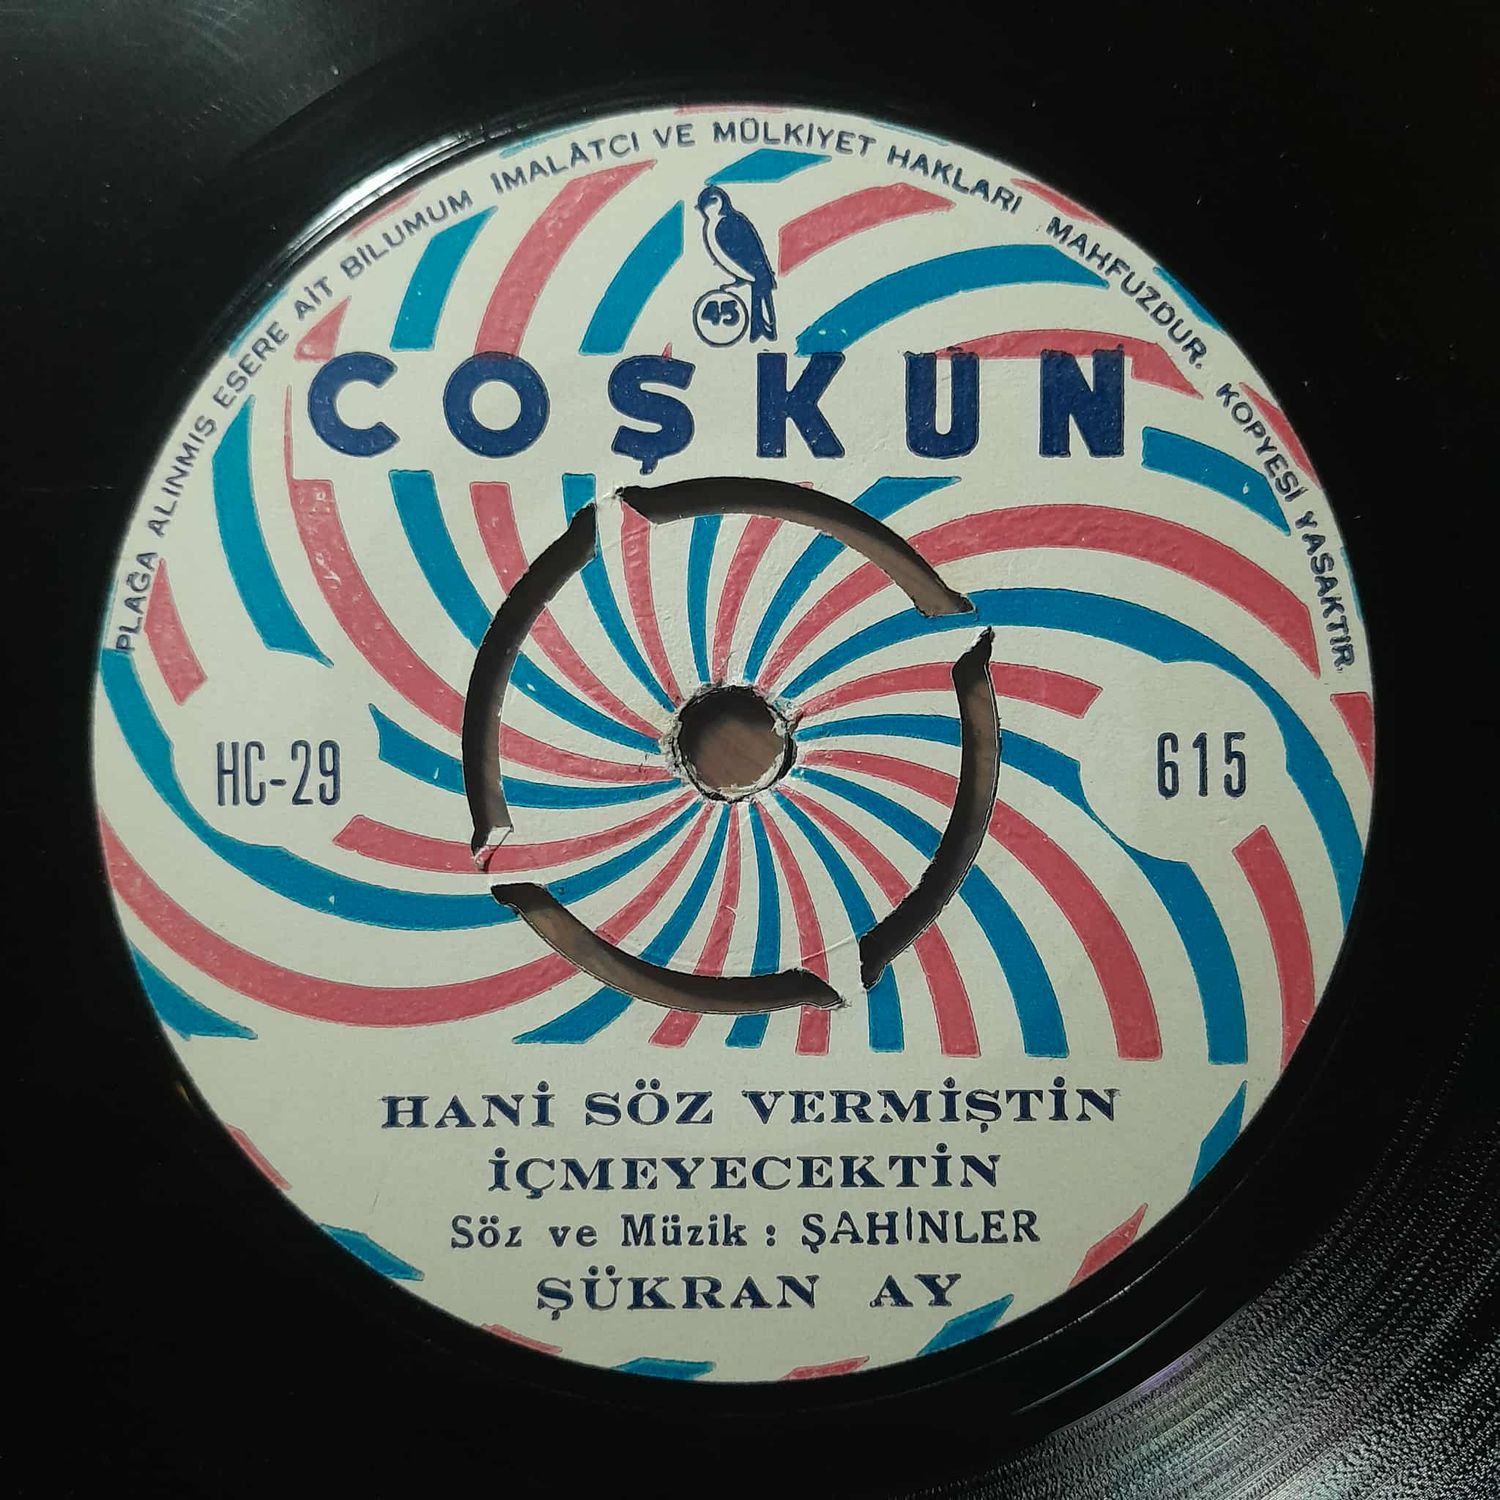 PLAĞA ALINMIŞ ESERE AİT BİLUMUM İMALÂTCI VE MÜLKİYET HAKLARI MAHFUZDUR. KOPYESİ YASAKTIR.
45
COŞKUN
HC-29
615
HANİ SÖZ VERMİŞTİN
İÇMEYECEKTİN
Söz ve Müzik : ŞAHİNLER
ŞÜKRAN AY